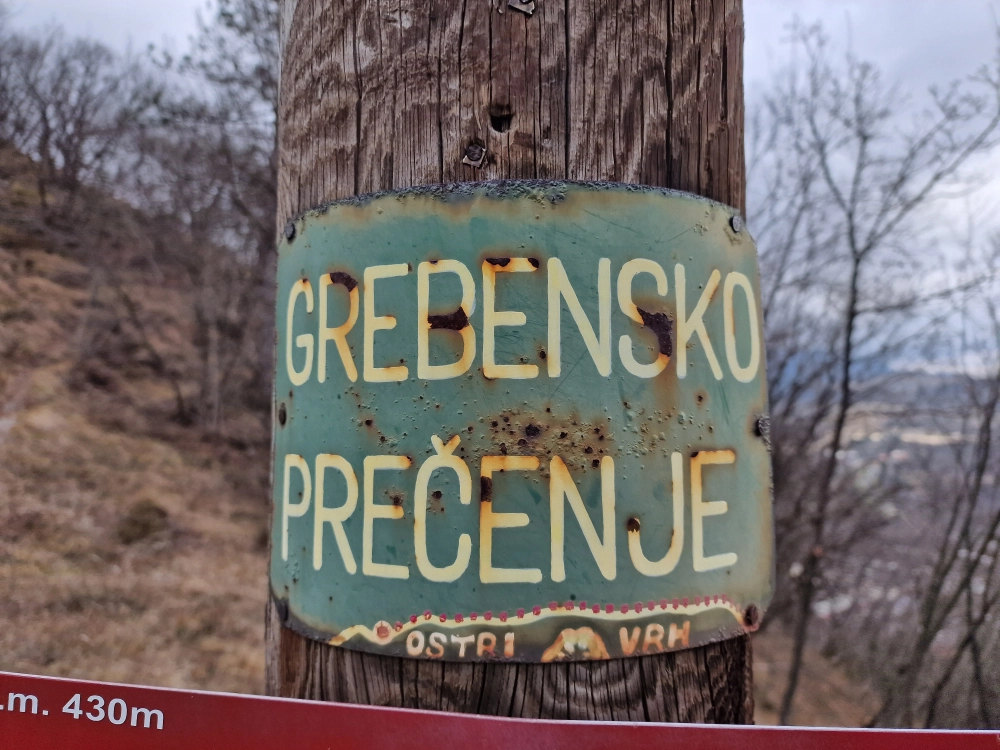 GREBENSKO
PREČENJE
OSTRI VRH
.m. 430m